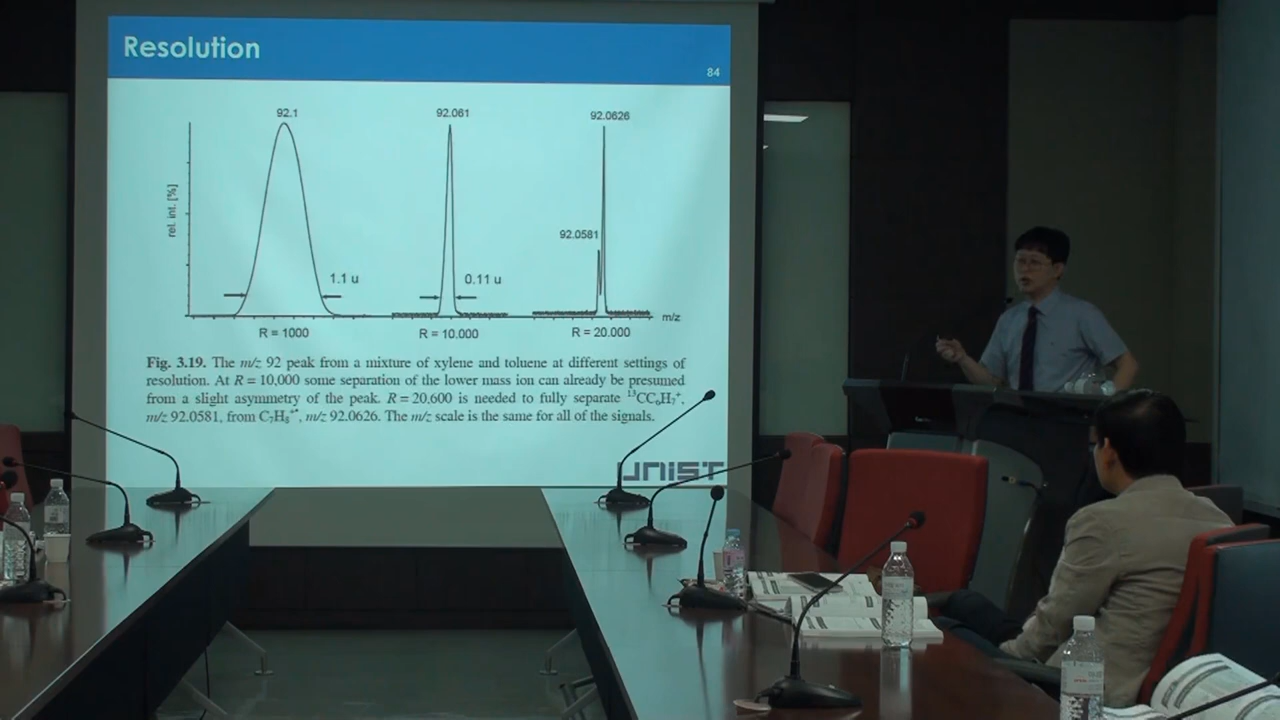 Resolution
84
92.1
92.061
92.0626
92.0581
rel. int. [%]
1.1 u
0.11 u
m/z
R = 1000
R = 10.000
R = 20.000
Fig. 3.19. The m/z 92 peak from a mixture of xylene and toluene at different settings of
resolution. At R = 10,000 some separation of the lower mass ion can already be presumed
from a slight asymmetry of the peak. R = 20,600 is needed to fully separate ¹³CC₆H₇⁺,
m/z 92.0581, from C₇H₈⁺•, m/z 92.0626. The m/z scale is the same for all of the signals.
UNIST